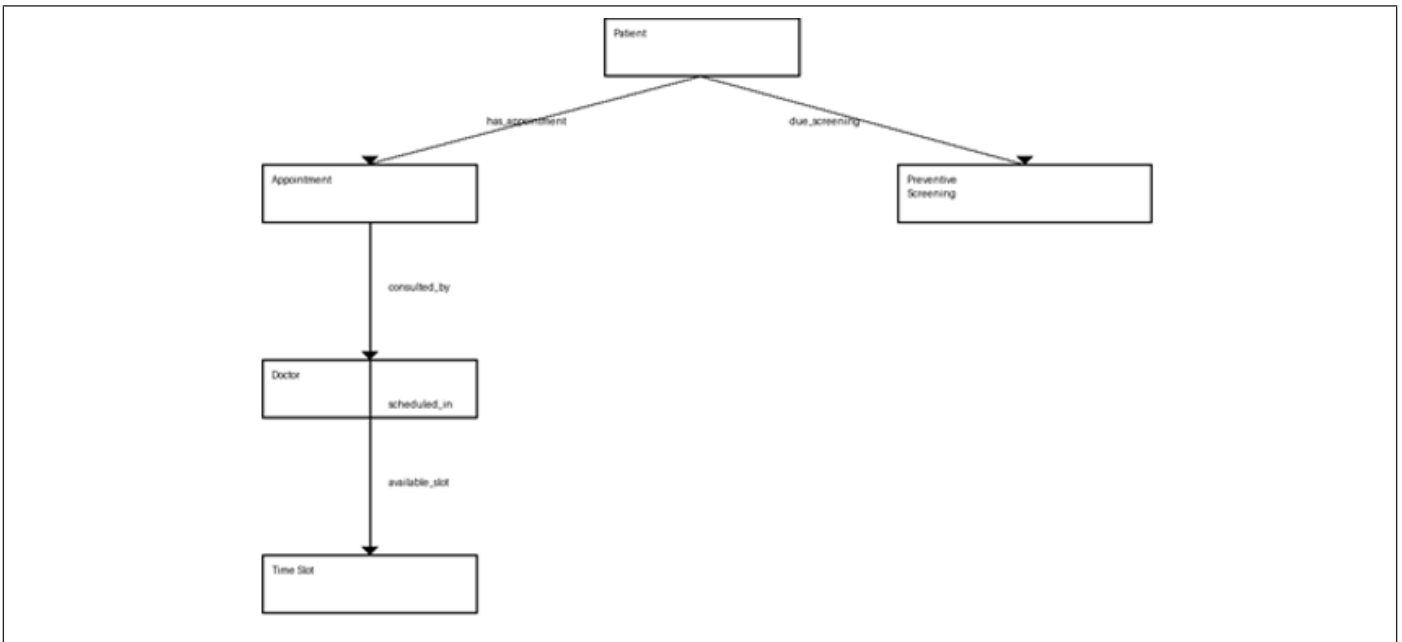 Patient
has_appointment
due_screening
Appointment
Preventive
Screening
consulted_by
Doctor
scheduled_in
available_slot
Time Slot